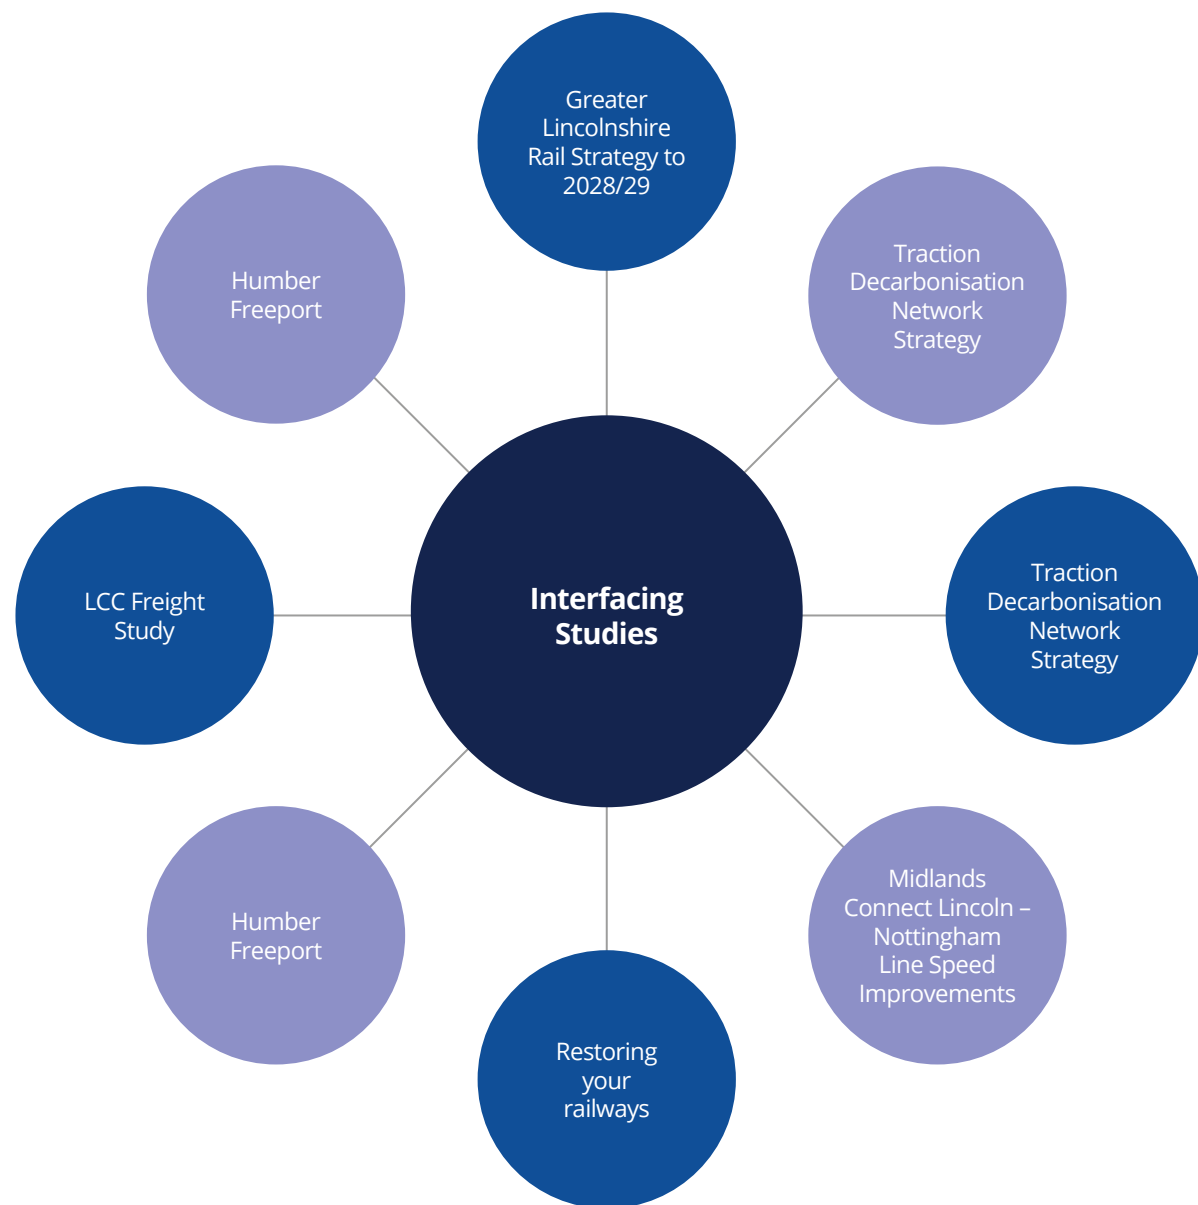 Greater
Lincolnshire
Rail Strategy to
2028/29
Traction
Decarbonisation
Network
Strategy
Traction
Decarbonisation
Network
Strategy
Midlands
Connect Lincoln –
Nottingham
Line Speed
Improvements
Restoring
your
railways
Humber
Freeport
LCC Freight
Study
Humber
Freeport
Interfacing
Studies